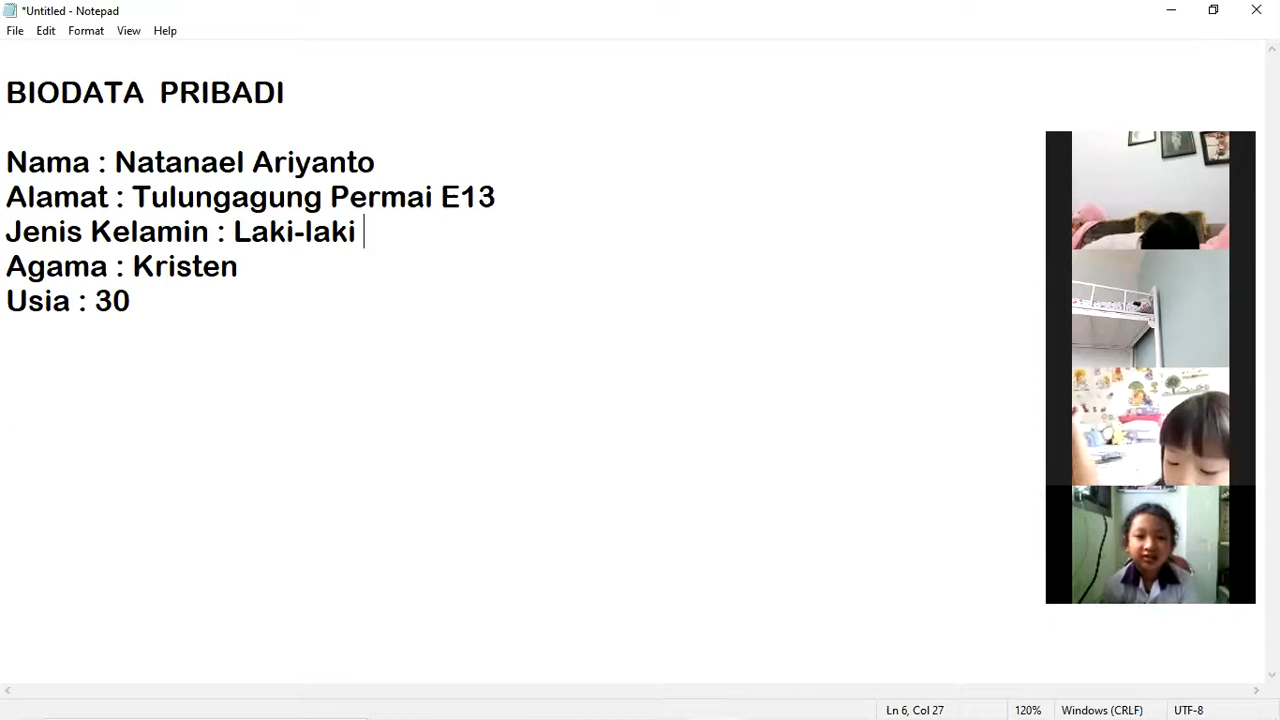 *Untitled - Notepad
File Edit Format View Help
BIODATA PRIBADI
Nama : Natanael Ariyanto
Alamat : Tulungagung Permai E13
Jenis Kelamin : Laki-laki
Agama : Kristen
Usia : 30
Ln 6, Col 27 120% Windows (CRLF) UTF-8